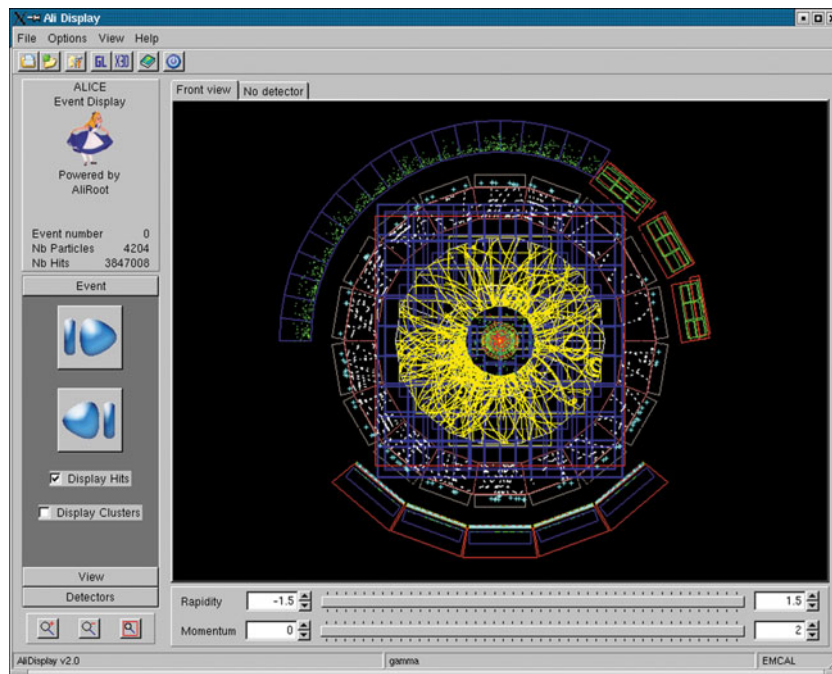 Ali Display
File Options View Help
GL X3D
ALICE
Event Display
Powered by
AliRoot
Event number 0
Nb Particles 4204
Nb Hits 3847008
Event
Display Hits
Display Clusters
View
Detectors
Front view No detector
Rapidity -1.5 1.5
Momentum 0 2
AliDisplay v2.0 gamma EMCAL